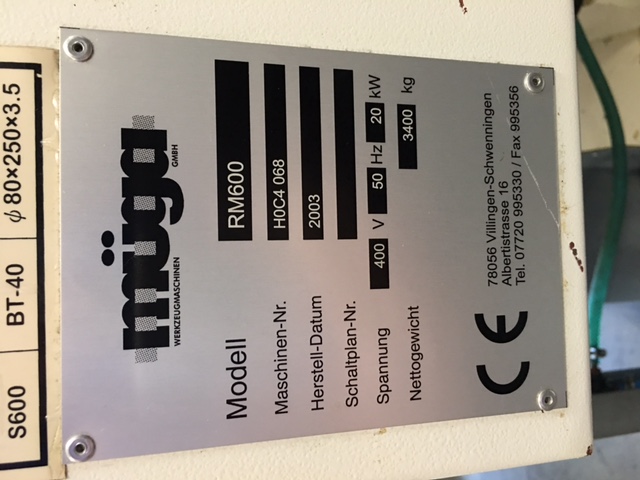 S600 BT-40 φ80×250×3.5
müga
WERKZEUGMASCHINEN GMBH
Modell RM600
Maschinen-Nr. H0C4 068
Herstell-Datum 2003
Schaltplan-Nr.
Spannung 400 V 50 Hz 20 kW
Nettogewicht 3400 kg
CE
78056 Villingen-Schwenningen
Albertistrasse 16
Tel. 07720 995330 / Fax 995356